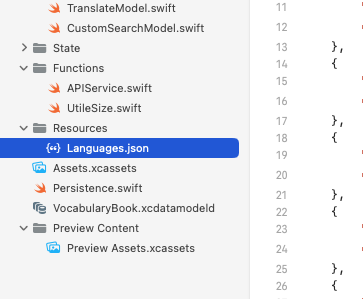 TranslateModel.swift
CustomSearchModel.swift
State
Functions
APIService.swift
UtileSize.swift
Resources
Languages.json
Assets.xcassets
Persistence.swift
VocabularyBook.xcdatamodeld
Preview Content
Preview Assets.xcassets
11
12
13 },
14 {
15
16
17 },
18 {
19
20
21 },
22 {
23
24
25 },
26 {